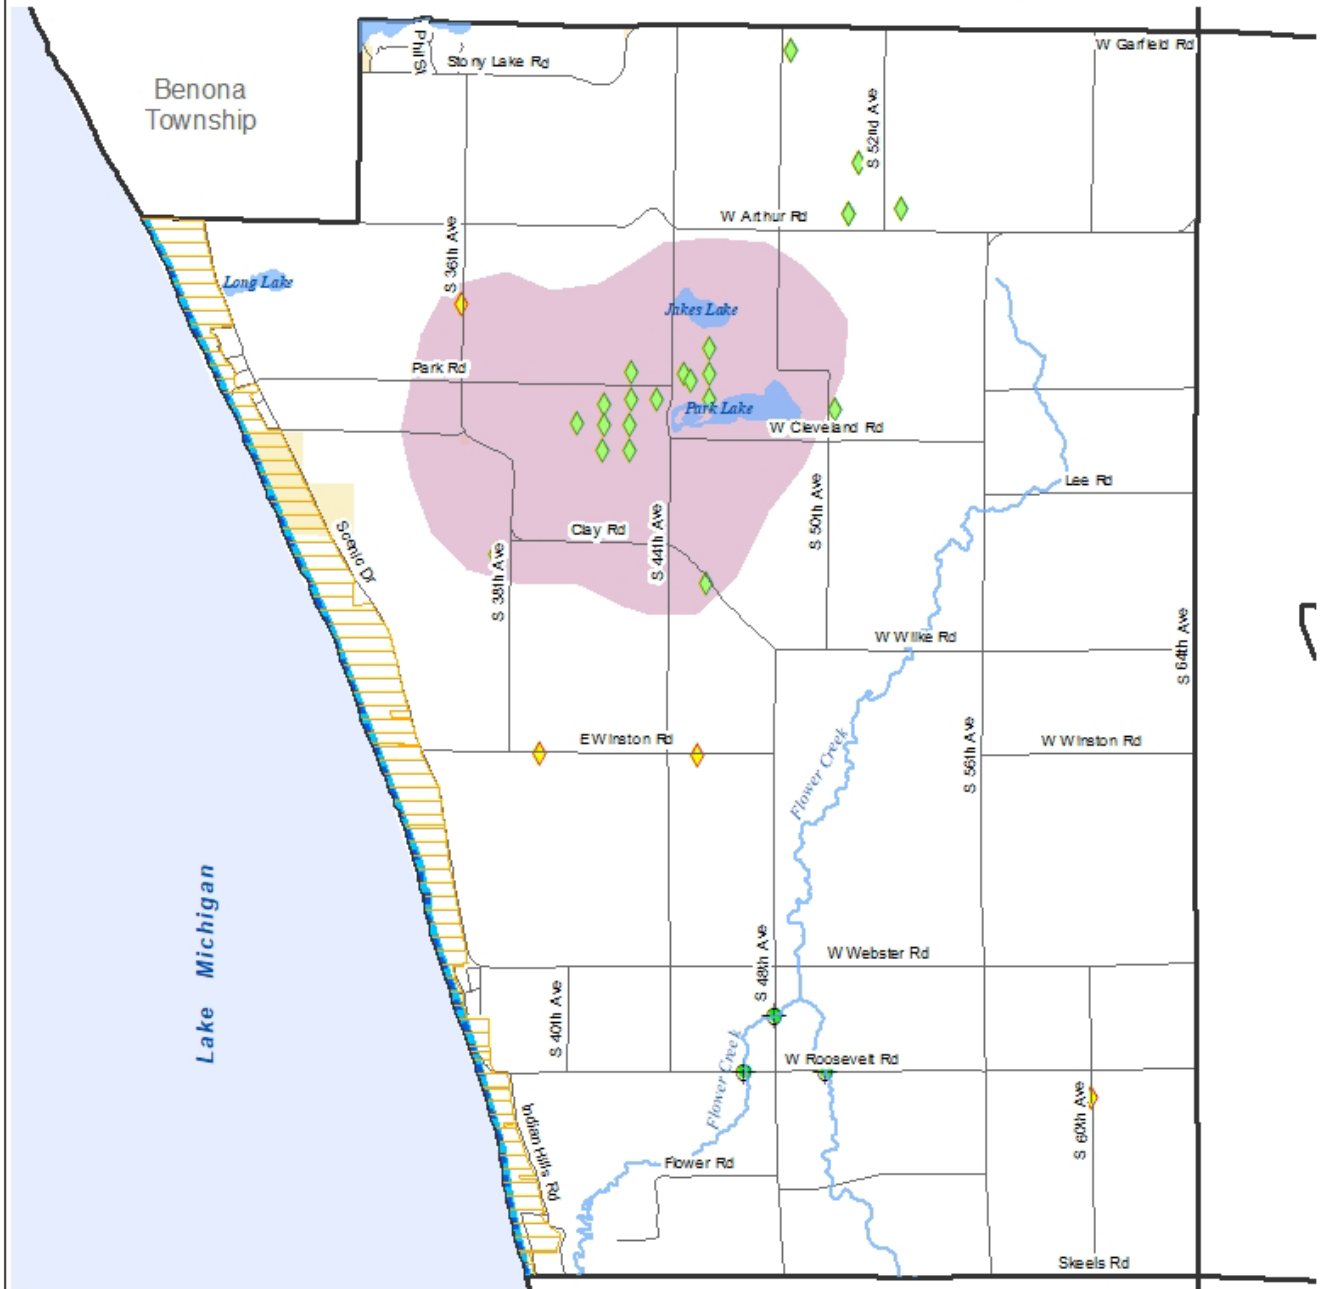 Phil St
Stony Lake Rd
W Garfield Rd
Benona
Township
S 52nd Ave
W Arthur Rd
S 36th Ave
Long Lake
Jakes Lake
Park Rd
Park Lake
W Cleveland Rd
Lee Rd
S 50th Ave
Clay Rd
S 44th Ave
Scenic Dr
S 38th Ave
W Wilke Rd
S 64th Ave
E Winston Rd
W Winston Rd
S 56th Ave
Flower Creek
Lake Michigan
W Webster Rd
S 48th Ave
S 40th Ave
W Roosevelt Rd
Flower Creek
S 60th Ave
Indian Hills Rd
Flower Rd
Skeels Rd